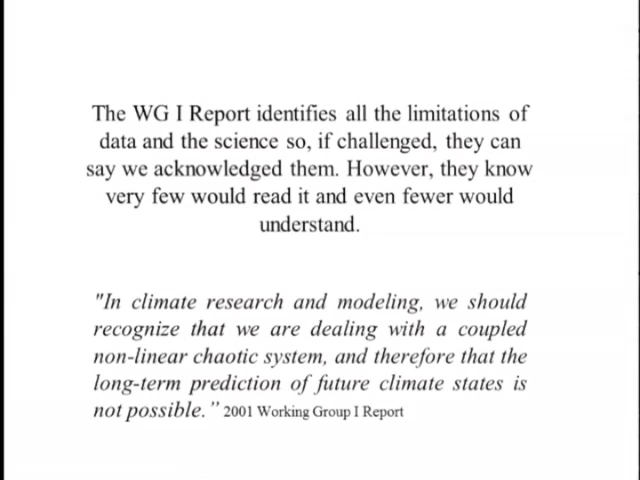 The WG I Report identifies all the limitations of
data and the science so, if challenged, they can
say we acknowledged them. However, they know
very few would read it and even fewer would
understand.
"In climate research and modeling, we should
recognize that we are dealing with a coupled
non-linear chaotic system, and therefore that the
long-term prediction of future climate states is
not possible.” 2001 Working Group I Report